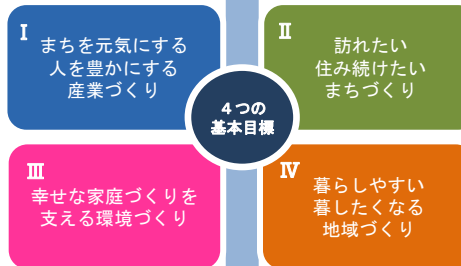 Ⅰ
まちを元気にする
人を豊かにする
産業づくり
Ⅱ
訪れたい
住み続けたい
まちづくり
4つの
基本目標
Ⅲ
幸せな家庭づくりを
支える環境づくり
Ⅳ
暮らしやすい
暮したくなる
地域づくり